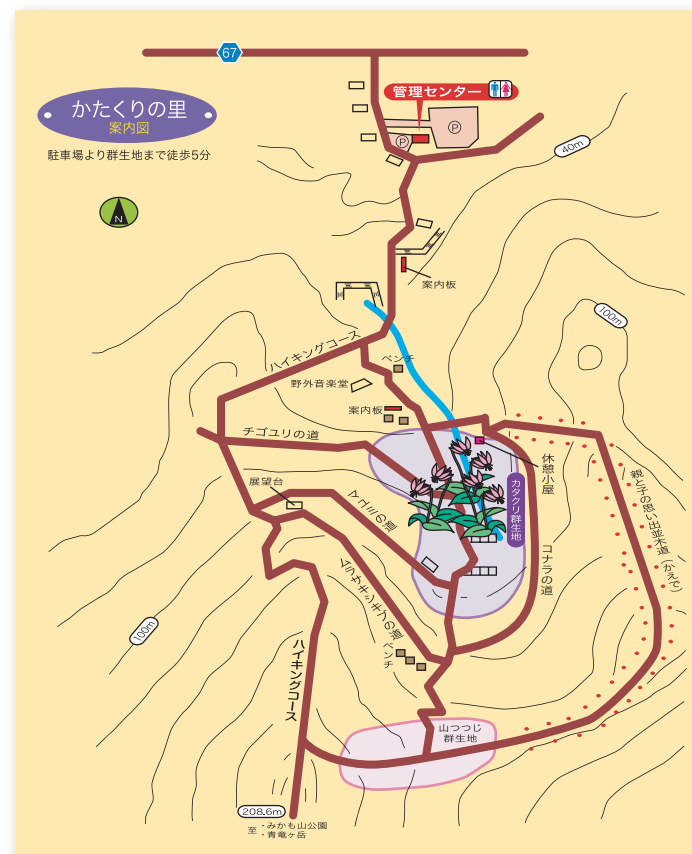 67
かたくりの里
案内図
駐車場より群生地まで徒歩5分
管理センター
P
P
N
40m
案内板
100m
ハイキングコース
ベンチ
野外音楽堂
案内板
チゴユリの道
休憩小屋
展望台
カタクリ群生地
親と子の思い出並木道(かえで)
マユミの道
コナラの道
ムラサキシキブの道
100m
ベンチ
ハイキングコース
山つつじ
群生地
208.6m
至 ・みかも山公園
・青竜ヶ岳